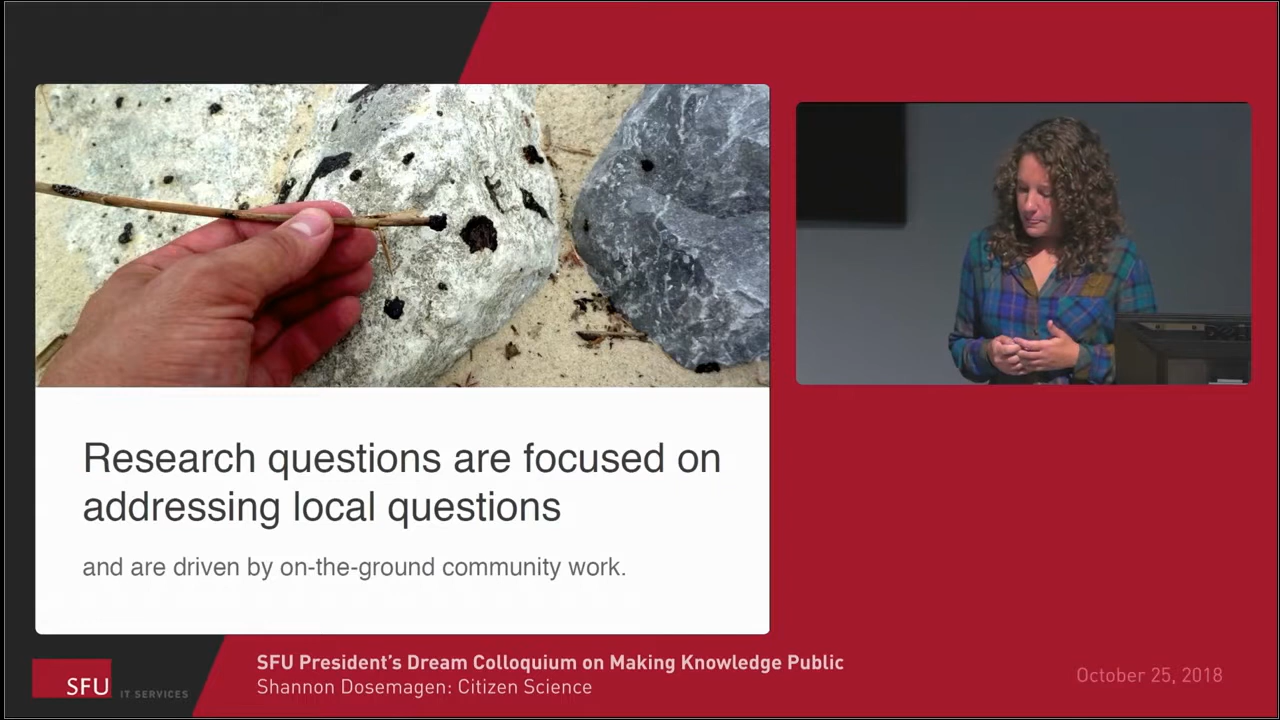 Research questions are focused on
addressing local questions
and are driven by on-the-ground community work.
SFU IT SERVICES
SFU President's Dream Colloquium on Making Knowledge Public
Shannon Dosemagen: Citizen Science
October 25, 2018